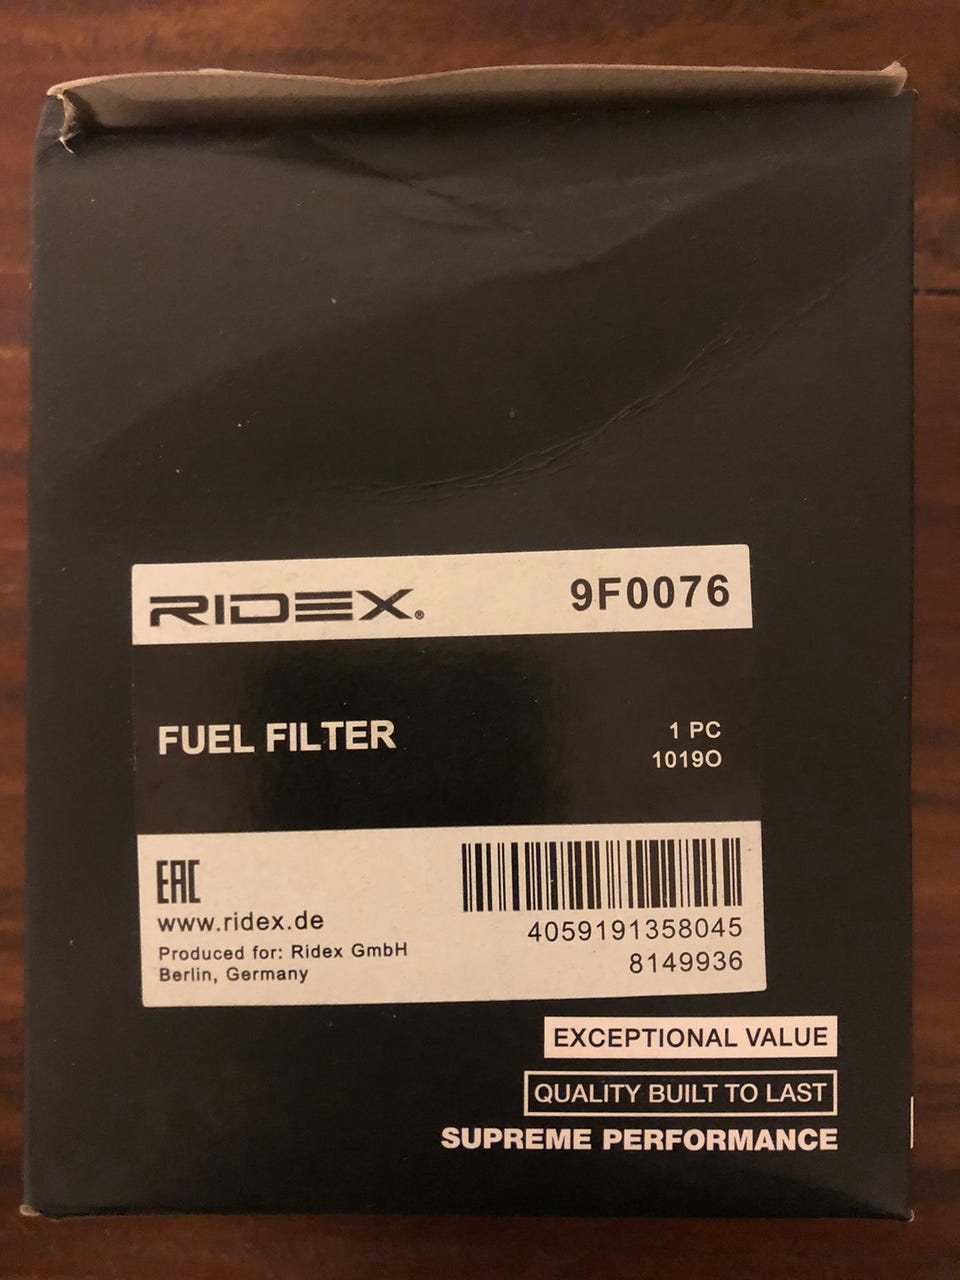 RIDEX® 9F0076
FUEL FILTER
1 PC
1019O
EAC
www.ridex.de
Produced for: Ridex GmbH
Berlin, Germany
4059191358045
8149936
EXCEPTIONAL VALUE
QUALITY BUILT TO LAST
SUPREME PERFORMANCE